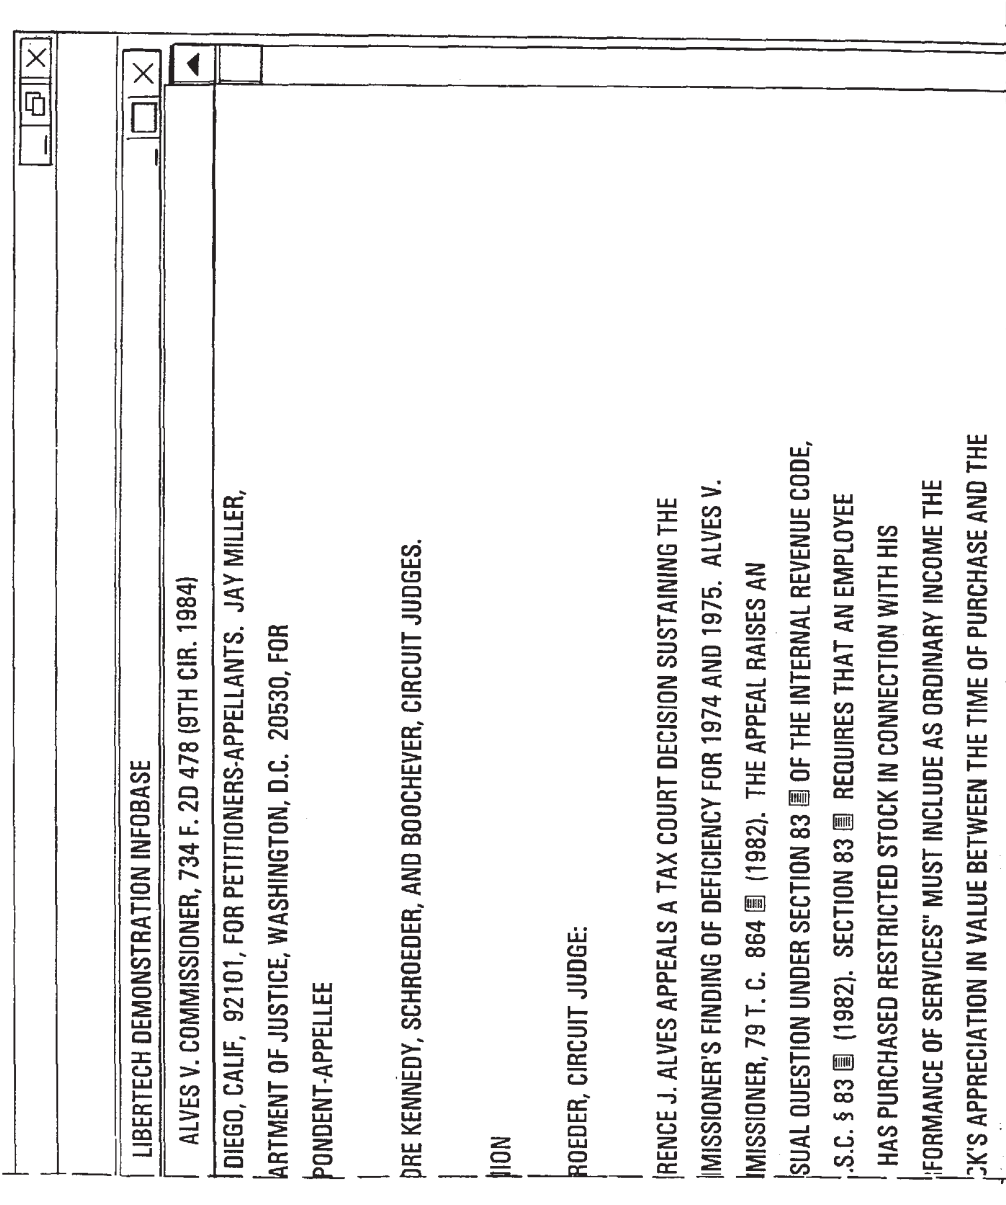 LIBERTECH DEMONSTRATION INFOBASE
ALVES V. COMMISSIONER, 734 F. 2D 478 (9TH CIR. 1984)
DIEGO, CALIF, 92101, FOR PETITIONERS-APPELLANTS. JAY MILLER,
ARTMENT OF JUSTICE, WASHINGTON, D.C. 20530, FOR
PONDENT-APPELLEE
ORE KENNEDY, SCHROEDER, AND BOOCHEVER, CIRCUIT JUDGES.
NION
ROEDER, CIRCUIT JUDGE:
RENCE J. ALVES APPEALS A TAX COURT DECISION SUSTAINING THE
MMISSIONER'S FINDING OF DEFICIENCY FOR 1974 AND 1975. ALVES V.
MMISSIONER, 79 T. C. 864 (1982). THE APPEAL RAISES AN
SUAL QUESTION UNDER SECTION 83 OF THE INTERNAL REVENUE CODE,
.S.C. § 83 (1982). SECTION 83 REQUIRES THAT AN EMPLOYEE
HAS PURCHASED RESTRICTED STOCK IN CONNECTION WITH HIS
FORMANCE OF SERVICES" MUST INCLUDE AS ORDINARY INCOME THE
CK'S APPRECIATION IN VALUE BETWEEN THE TIME OF PURCHASE AND THE